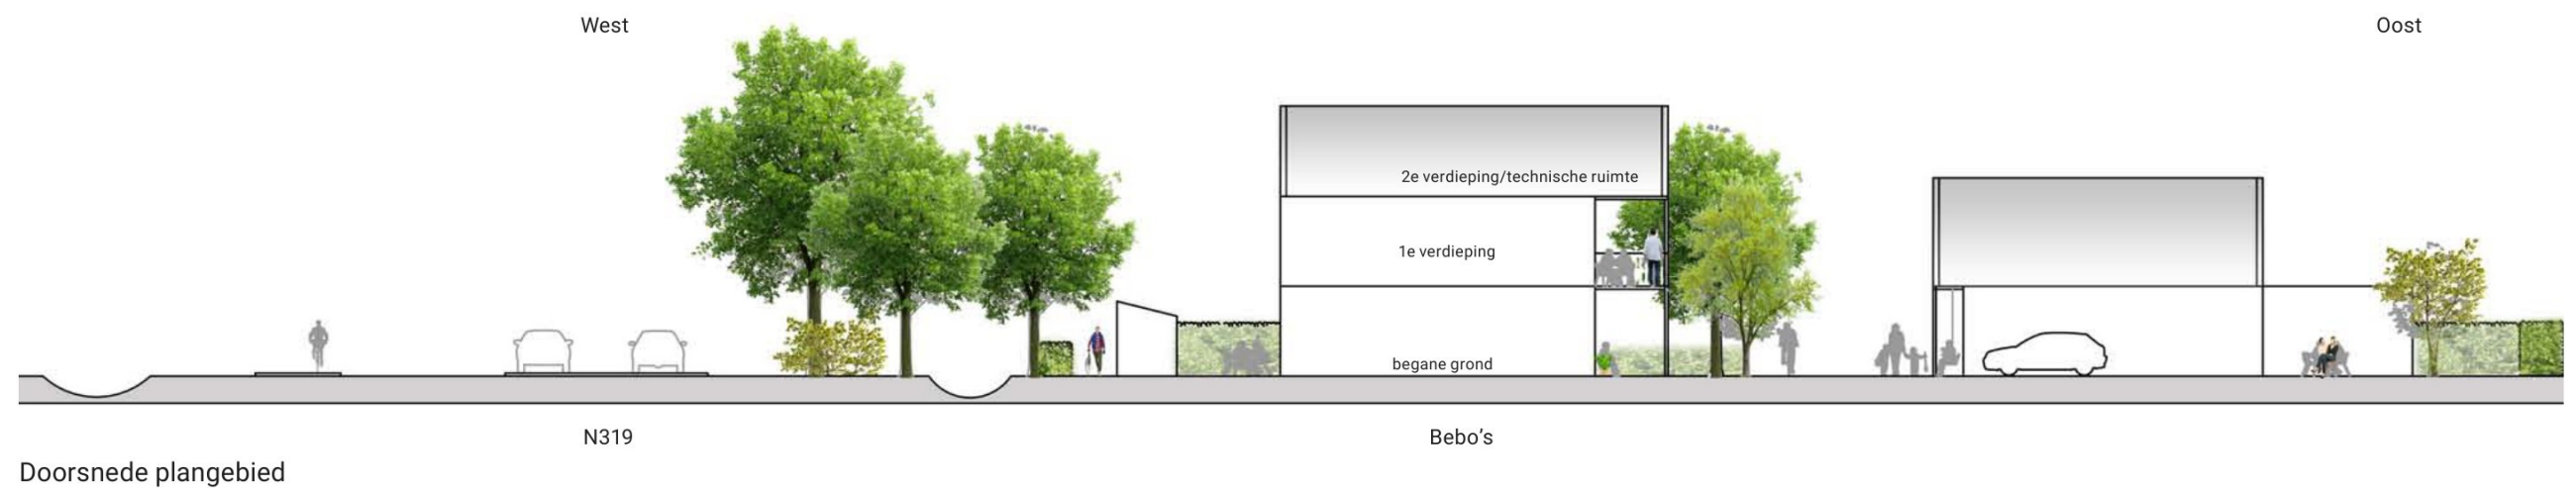 West
Oost
2e verdieping/technische ruimte
1e verdieping
begane grond
N319
Bebo's
Doorsnede plangebied